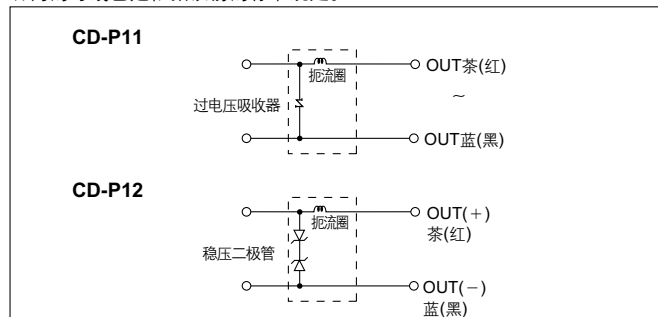 CD-P11
扼流圈
OUT茶(红)
~
过电压吸收器
OUT蓝(黑)
CD-P12
扼流圈
OUT(+)
茶(红)
稳压二极管
OUT(-)
蓝(黑)